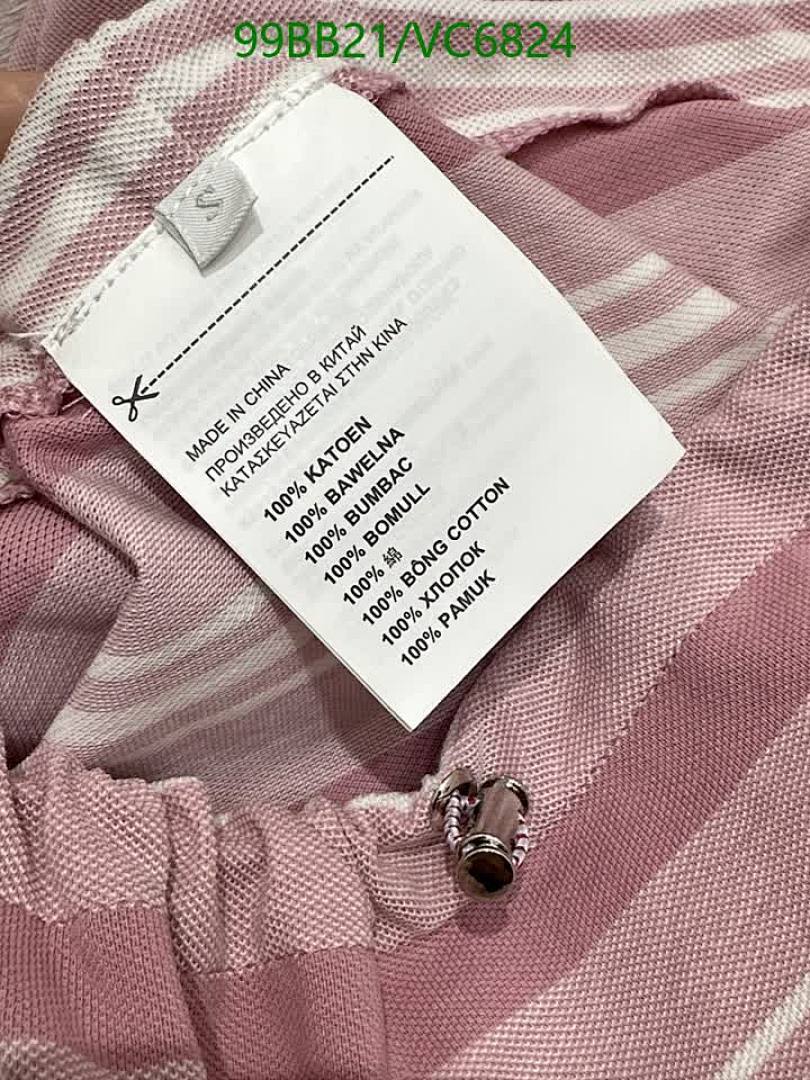 99BB21/VC6824
S
MADE IN CHINA
ПРОИЗВЕДЕНО В КИТАЙ
ΚΑΤΑΣΚΕΥΑΖΕΤΑΙ ΣΤΗΝ ΚΙΝΑ
100% KATOEN
100% BAWELNA
100% BUMBAC
100% BOMULL
100% 綿
100% BÔNG COTTON
100% ХЛОПОК
100% PAMUK